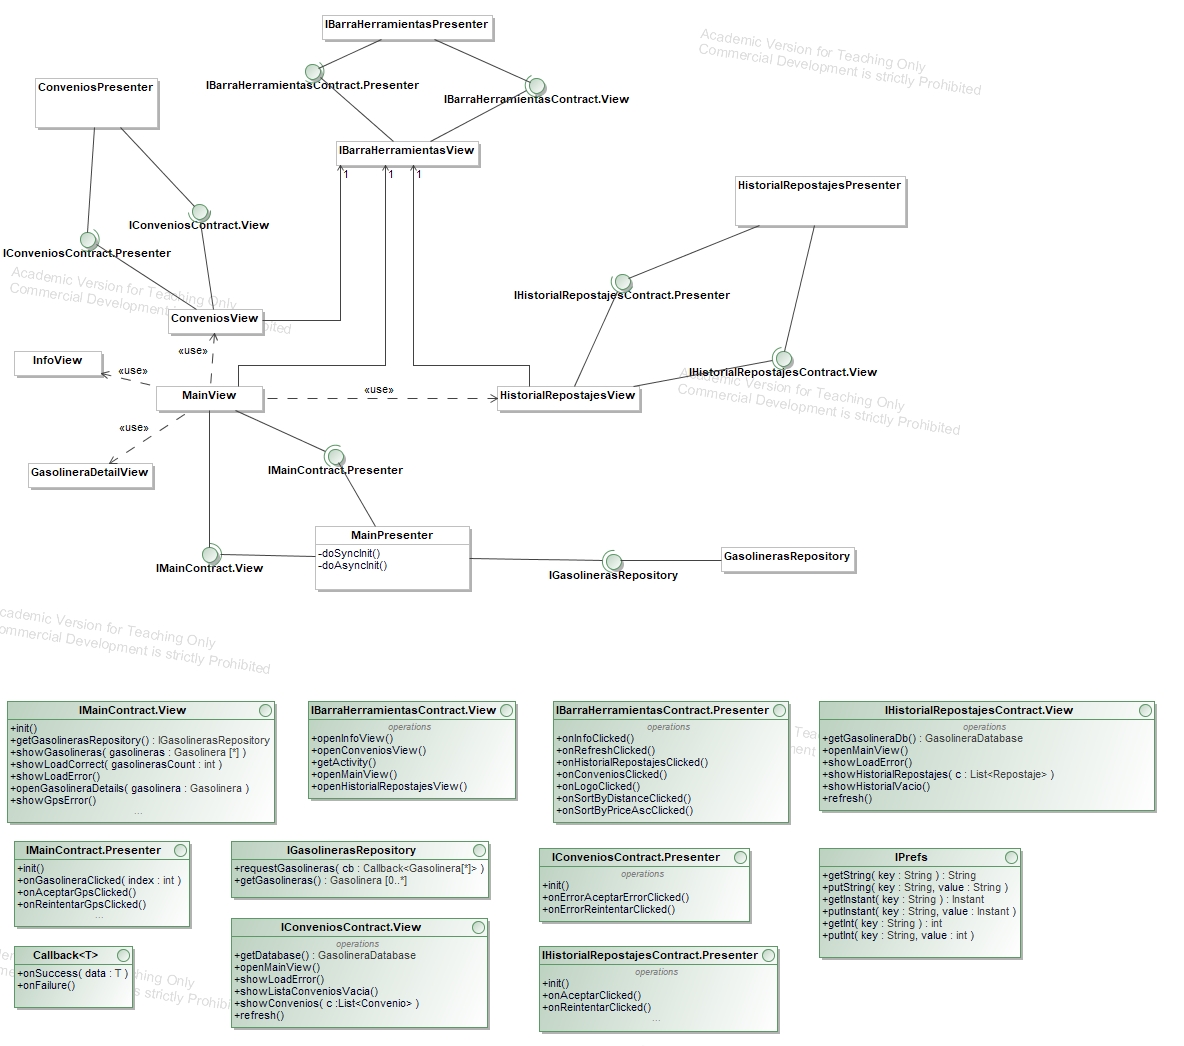 IBarraHerramientasPresenter
Academic Version for Teaching Only
Commercial Development is strictly Prohibited
ConveniosPresenter
IBarraHerramientasContract.Presenter
IBarraHerramientasContract.View
IBarraHerramientasView
1
1
1
HistorialRepostajesPresenter
IConveniosContract.View
IConveniosContract.Presenter
Academic Version for Teaching Only
Commercial Development is strictly Prohibited
IHistorialRepostajesContract.Presenter
ConveniosView
«use»
InfoView
«use»
IHistorialRepostajesContract.View
Academic Version for Teaching Only
Commercial Development is strictly Prohibited
MainView
«use»
HistorialRepostajesView
«use»
GasolineraDetailView
IMainContract.Presenter
MainPresenter
-doSyncInit()
-doAsyncInit()
IMainContract.View
IGasolinerasRepository
GasolinerasRepository
Academic Version for Teaching Only
Commercial Development is strictly Prohibited
IMainContract.View
+init()
+getGasolinerasRepository() : IGasolinerasRepository
+showGasolineras( gasolineras : Gasolinera [*] )
+showLoadCorrect( gasolinerasCount : int )
+showLoadError()
+openGasolineraDetails( gasolinera : Gasolinera )
+showGpsError()
...
IBarraHerramientasContract.View
operations
+openInfoView()
+openConveniosView()
+getActivity()
+openMainView()
+openHistorialRepostajesView()
IBarraHerramientasContract.Presenter
operations
+onInfoClicked()
+onRefreshClicked()
+onHistorialRepostajesClicked()
+onConveniosClicked()
+onLogoClicked()
+onSortByDistanceClicked()
+onSortByPriceAscClicked()
IHistorialRepostajesContract.View
operations
+getGasolineraDb() : GasolineraDatabase
+openMainView()
+showLoadError()
+showHistorialRepostajes( c : List<Repostaje> )
+showHistorialVacio()
+refresh()
IMainContract.Presenter
+init()
+onGasolineraClicked( index : int )
+onAceptarGpsClicked()
+onReintentarGpsClicked()
...
IGasolinerasRepository
+requestGasolineras( cb : Callback<Gasolinera[*]> )
+getGasolineras() : Gasolinera [0..*]
IConveniosContract.Presenter
operations
+init()
+onErrorAceptarErrorClicked()
+onErrorReintentarClicked()
IPrefs
+getString( key : String ) : String
+putString( key : String, value : String )
+getInstant( key : String ) : Instant
+putInstant( key : String, value : Instant )
+getInt( key : String ) : int
+putInt( key : String, value : int )
IConveniosContract.View
operations
+getDatabase() : GasolineraDatabase
+openMainView()
+showLoadError()
+showListaConveniosVacia()
+showConvenios( c :List<Convenio> )
+refresh()
Callback<T>
+onSuccess( data : T )
+onFailure()
IHistorialRepostajesContract.Presenter
operations
+init()
+onAceptarClicked()
+onReintentarClicked()
...